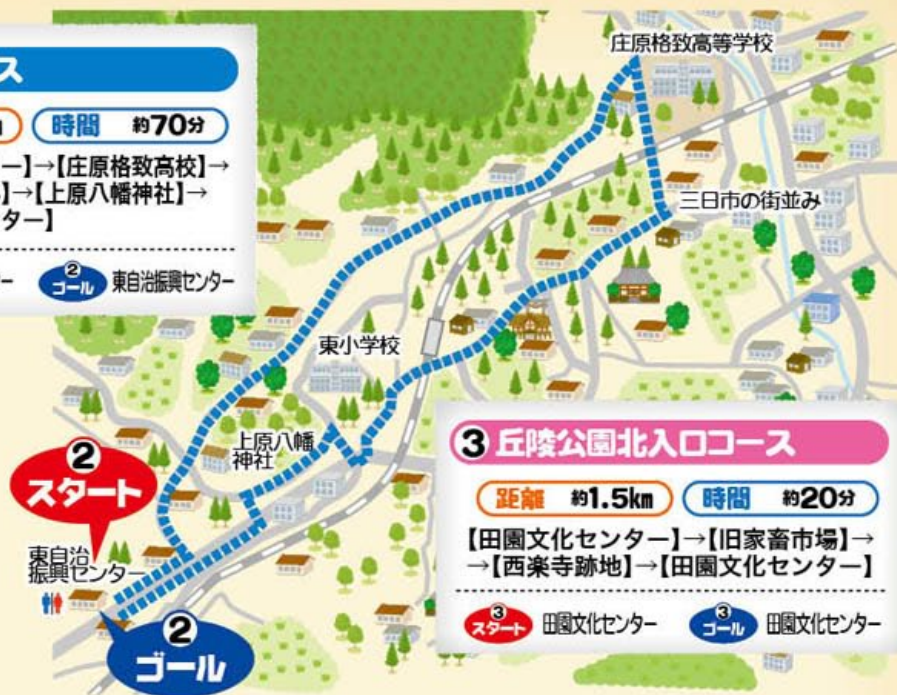 ス
時間 約70分
ー】→【庄原格致高校】→
】→【上原八幡神社】→
ター】
ー ② ゴール 東自治振興センター
庄原格致高等学校
三日市の街並み
東小学校
上原八幡
神社
②
スタート
東自治
振興センター
②
ゴール
③ 丘陵公園北入口コース
距離 約1.5km 時間 約20分
【田園文化センター】→【旧家畜市場】→
→【西楽寺跡地】→【田園文化センター】
③ スタート 田園文化センター ③ ゴール 田園文化センター